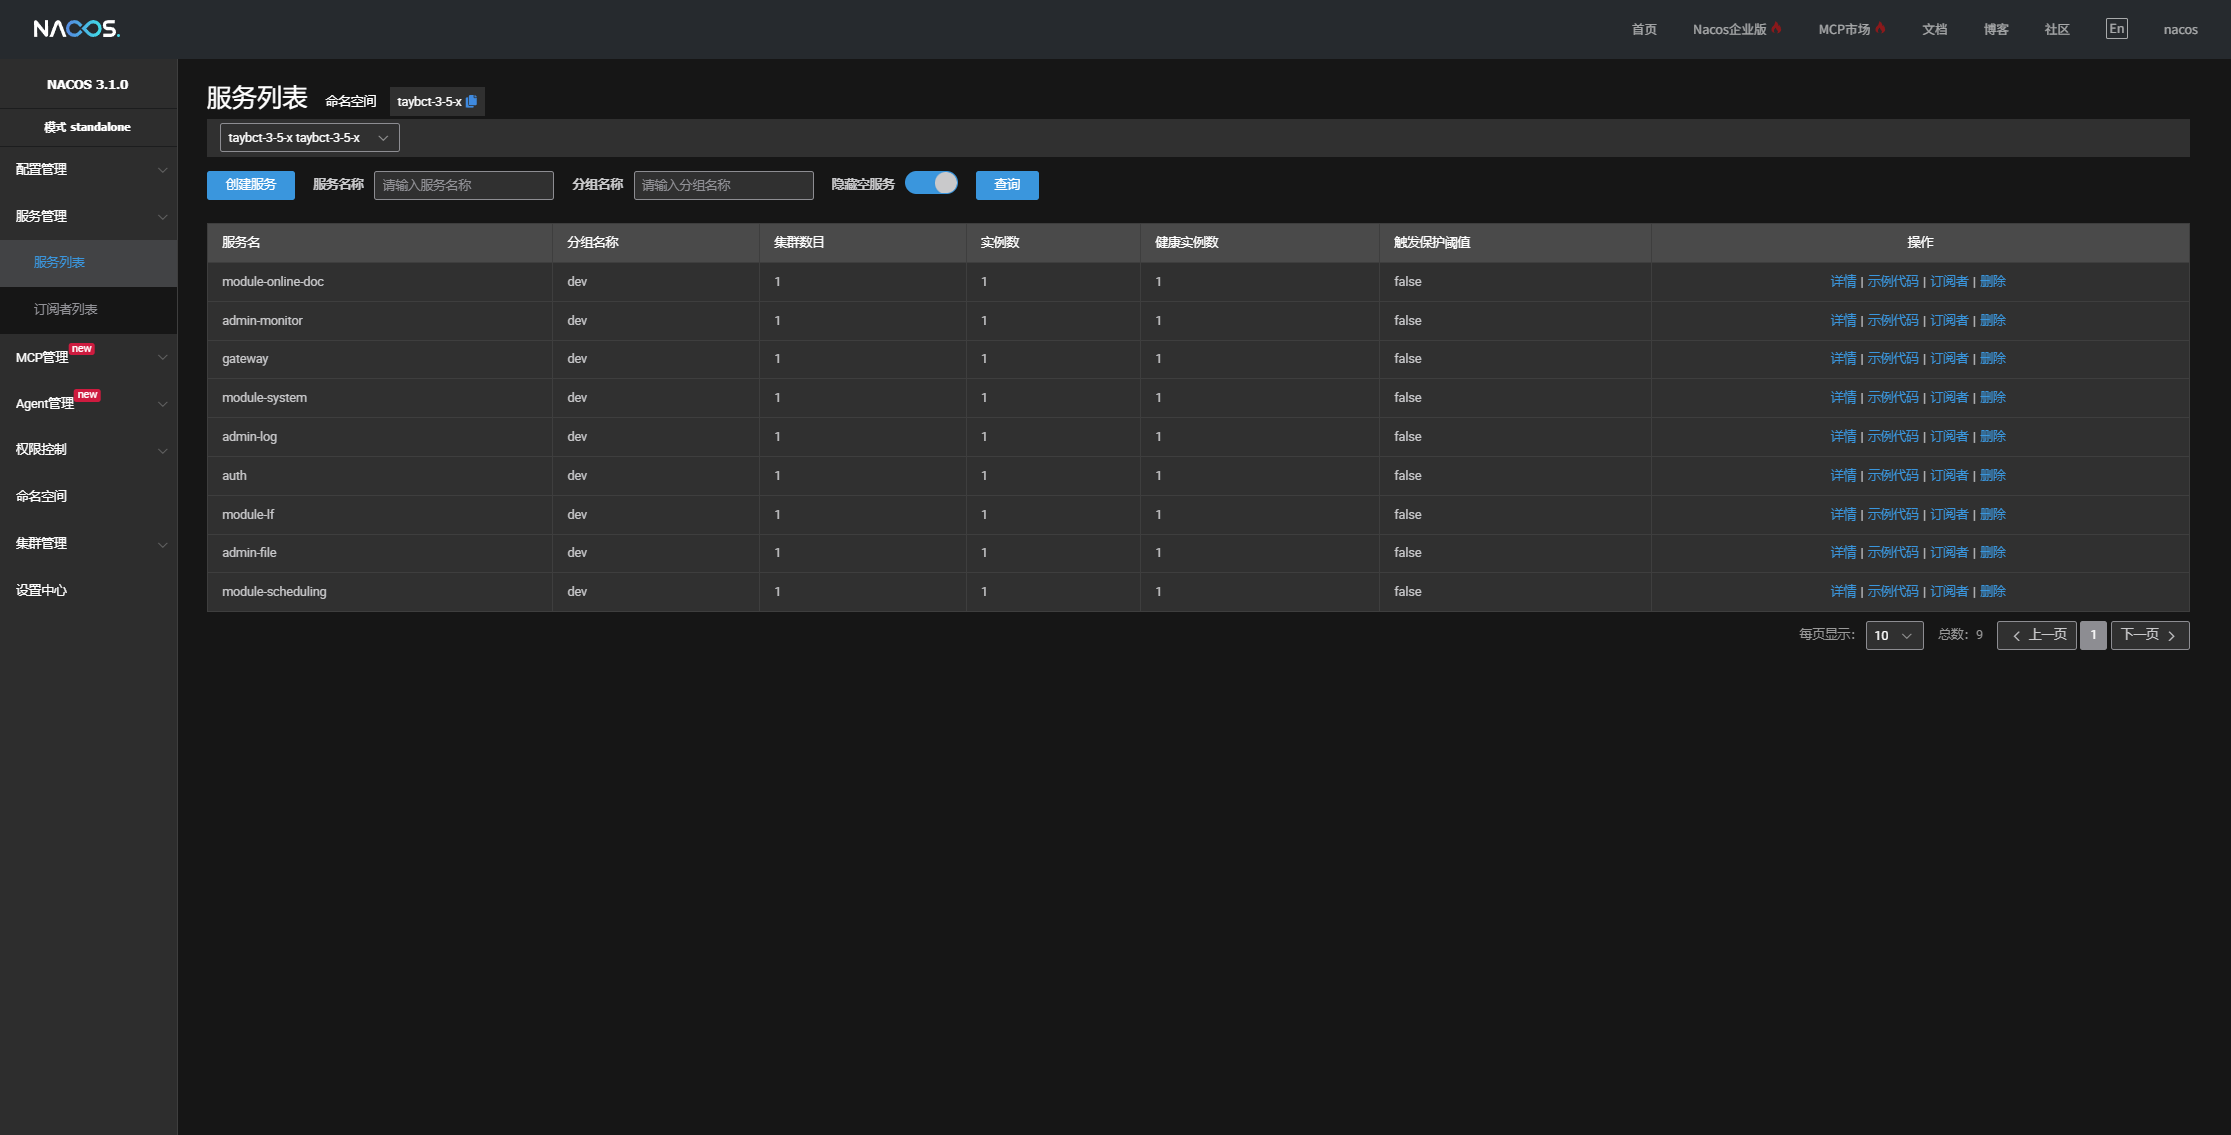 NACOS.
首页 Nacos企业版 MCP市场 文档 博客 社区 En nacos
NACOS 3.1.0
模式 standalone
配置管理
服务管理
服务列表
订阅者列表
MCP管理 new
Agent管理 new
权限控制
命名空间
集群管理
设置中心
服务列表 命名空间 taybct-3-5-x
taybct-3-5-x taybct-3-5-x
创建服务 服务名称 请输入服务名称 分组名称 请输入分组名称 隐藏空服务 查询
服务名 分组名称 集群数目 实例数 健康实例数 触发保护阈值 操作
module-online-doc dev 1 1 1 false 详情 | 示例代码 | 订阅者 | 删除
admin-monitor dev 1 1 1 false 详情 | 示例代码 | 订阅者 | 删除
gateway dev 1 1 1 false 详情 | 示例代码 | 订阅者 | 删除
module-system dev 1 1 1 false 详情 | 示例代码 | 订阅者 | 删除
admin-log dev 1 1 1 false 详情 | 示例代码 | 订阅者 | 删除
auth dev 1 1 1 false 详情 | 示例代码 | 订阅者 | 删除
module-lf dev 1 1 1 false 详情 | 示例代码 | 订阅者 | 删除
admin-file dev 1 1 1 false 详情 | 示例代码 | 订阅者 | 删除
module-scheduling dev 1 1 1 false 详情 | 示例代码 | 订阅者 | 删除
每页显示: 10 总数: 9 上一页 1 下一页